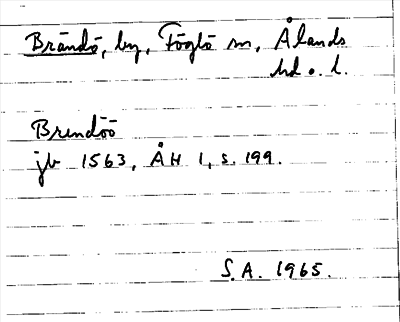 Brändö, by, Föglö sn, Ålands
hd o. l.
Brendöö
jb 1563, ÅH 1, s. 199.
S.A. 1965.